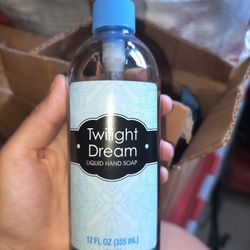 Twilight
Dream
LIQUID HAND SOAP
12 FL OZ (355 mL)